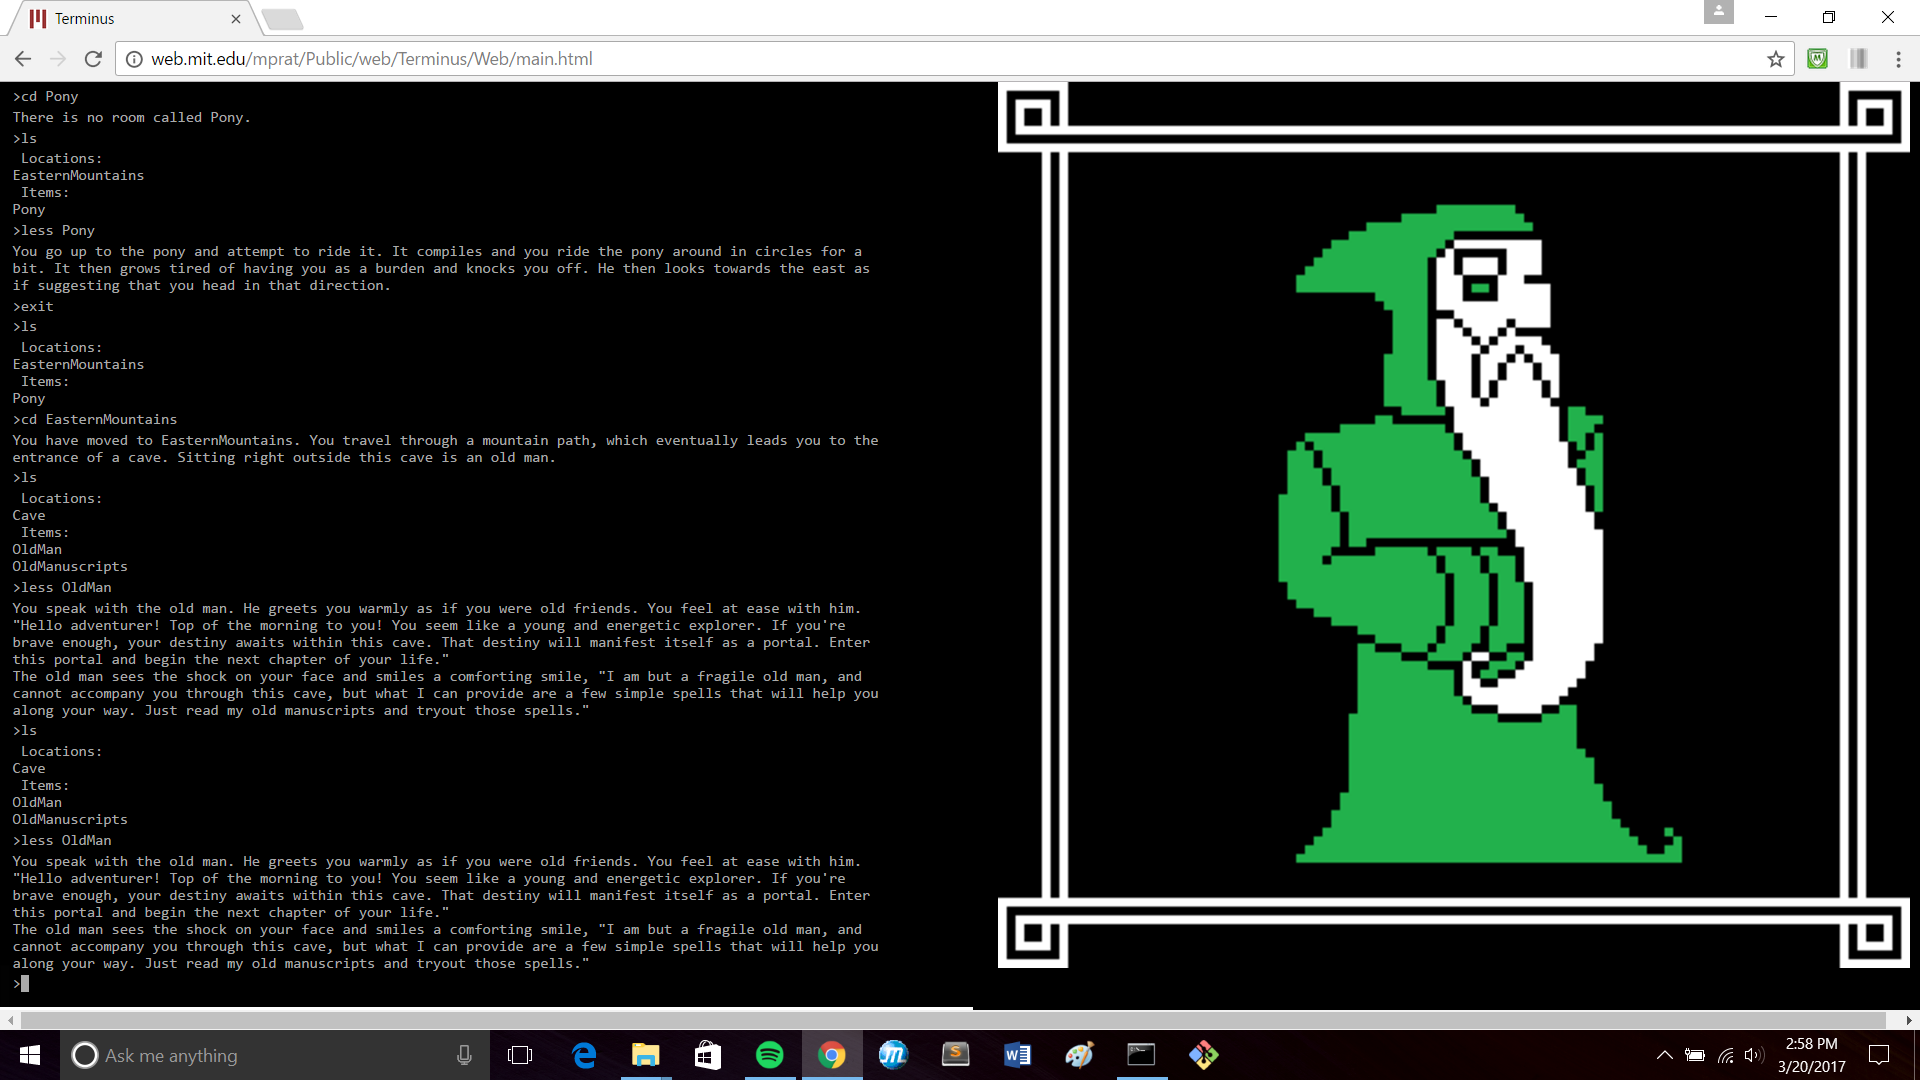 Terminus
web.mit.edu/mprat/Public/web/Terminus/Web/main.html
>cd Pony
There is no room called Pony.
>ls
Locations:
EasternMountains
Items:
Pony
>less Pony
You go up to the pony and attempt to ride it. It compiles and you ride the pony around in circles for a
bit. It then grows tired of having you as a burden and knocks you off. He then looks towards the east as
if suggesting that you head in that direction.
>exit
>ls
Locations:
EasternMountains
Items:
Pony
>cd EasternMountains
You have moved to EasternMountains. You travel through a mountain path, which eventually leads you to the
entrance of a cave. Sitting right outside this cave is an old man.
>ls
Locations:
Cave
Items:
OldMan
OldManuscripts
>less OldMan
You speak with the old man. He greets you warmly as if you were old friends. You feel at ease with him.
"Hello adventurer! Top of the morning to you! You seem like a young and energetic explorer. If you're
brave enough, your destiny awaits within this cave. That destiny will manifest itself as a portal. Enter
this portal and begin the next chapter of your life."
The old man sees the shock on your face and smiles a comforting smile, "I am but a fragile old man, and
cannot accompany you through this cave, but what I can provide are a few simple spells that will help you
along your way. Just read my old manuscripts and tryout those spells."
>ls
Locations:
Cave
Items:
OldMan
OldManuscripts
>less OldMan
You speak with the old man. He greets you warmly as if you were old friends. You feel at ease with him.
"Hello adventurer! Top of the morning to you! You seem like a young and energetic explorer. If you're
brave enough, your destiny awaits within this cave. That destiny will manifest itself as a portal. Enter
this portal and begin the next chapter of your life."
The old man sees the shock on your face and smiles a comforting smile, "I am but a fragile old man, and
cannot accompany you through this cave, but what I can provide are a few simple spells that will help you
along your way. Just read my old manuscripts and tryout those spells."
>
Ask me anything
2:58 PM
3/20/2017